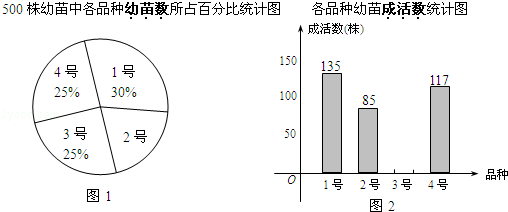 500 株幼苗中各品种幼苗数所占百分比统计图
4 号
25%
1 号
30%
3 号
25%
2 号
图 1
各品种幼苗成活数统计图
成活数(株)
150
135
117
100
85
50
O
1 号
2 号
3 号
4 号
品种
图 2